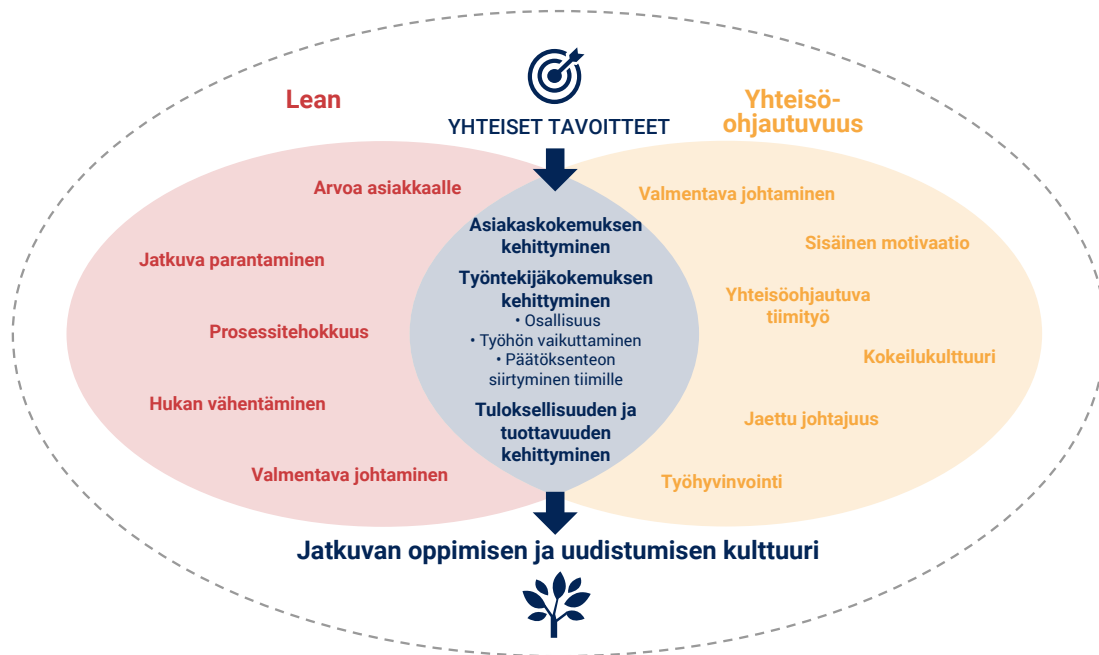 Lean
Yhteisö-
ohjautuvuus
YHTEISET TAVOITTEET
Arvoa asiakkaalle
Jatkuva parantaminen
Prosessitehokkuus
Hukan vähentäminen
Valmentava johtaminen
Asiakaskokemuksen
kehittyminen
Työntekijäkokemuksen
kehittyminen
• Osallisuus
• Työhön vaikuttaminen
• Päätöksenteon
siirtyminen tiimille
Tuloksellisuuden ja
tuottavuuden
kehittyminen
Valmentava johtaminen
Sisäinen motivaatio
Yhteisöohjautuva
tiimityö
Kokeilukulttuuri
Jaettu johtajuus
Työhyvinvointi
Jatkuvan oppimisen ja uudistumisen kulttuuri